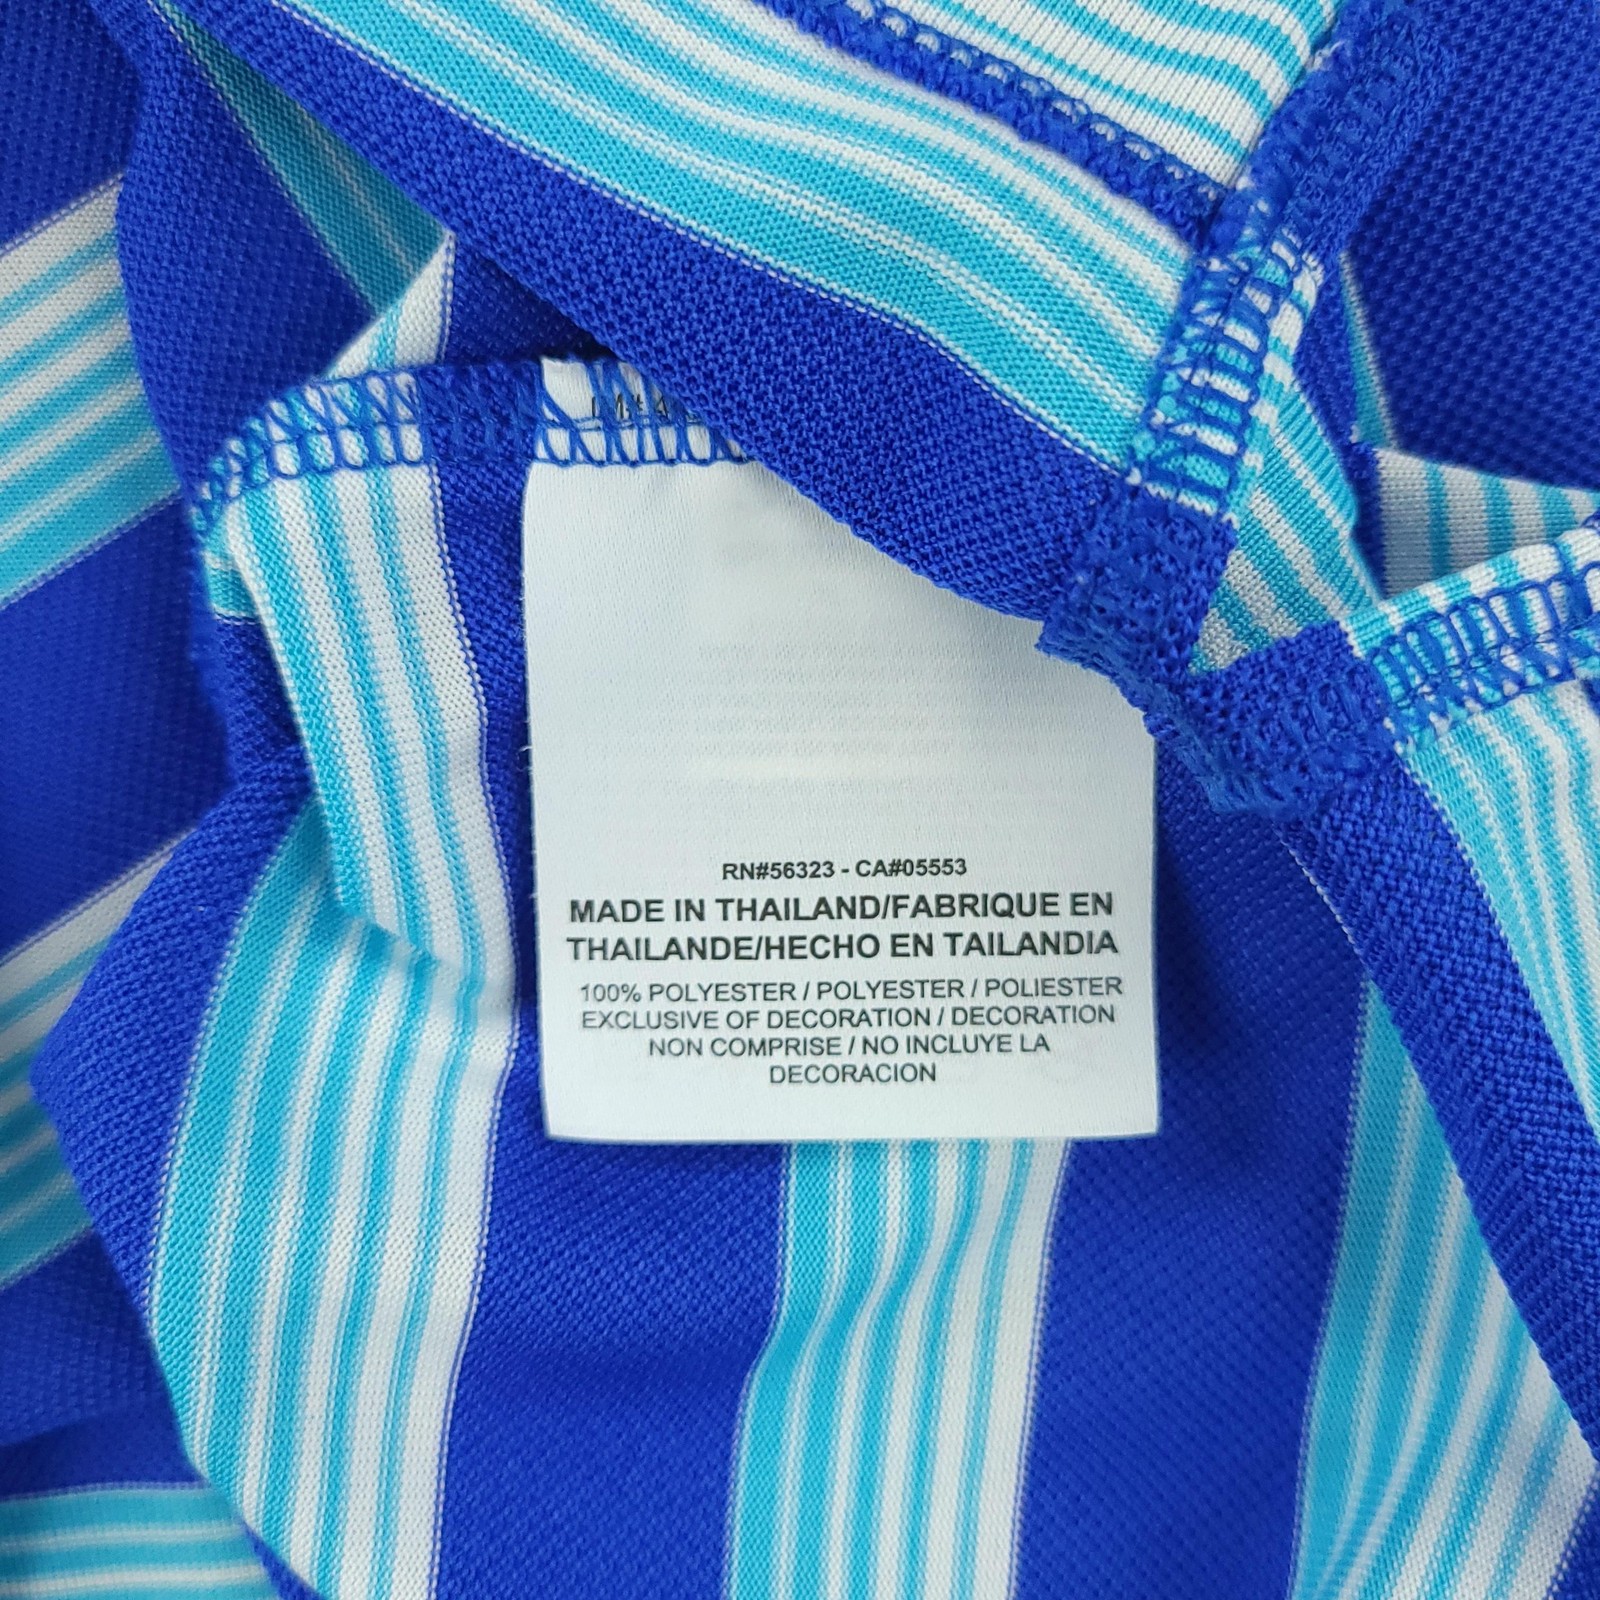 RN#56323 - CA#05553
MADE IN THAILAND/FABRIQUE EN
THAILANDE/HECHO EN TAILANDIA
100% POLYESTER / POLYESTER / POLIESTER
EXCLUSIVE OF DECORATION / DECORATION
NON COMPRISE / NO INCLUYE LA
DECORACION